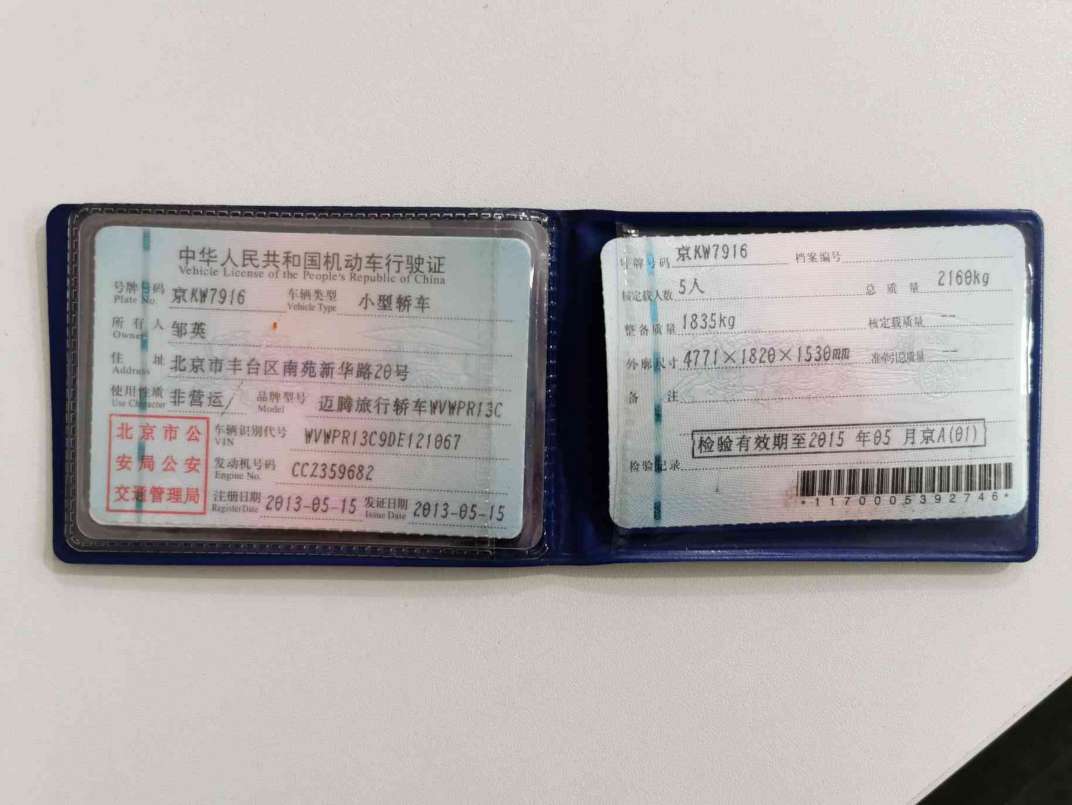 中华人民共和国机动车行驶证
Vehicle License of the People's Republic of China
号牌号码 京KW7916 车辆类型 小型轿车
Plate No. Vehicle Type
所有人 邹英
Owner
住址 北京市丰台区南苑新华路20号
Address
使用性质 非营运 品牌型号 迈腾旅行轿车WVWPR13C
Use Character Model
北京市公
安局公安
交通管理局
车辆识别代号 WVWPR13C9DE121067
VIN
发动机号码 CCZ359682
Engine No.
注册日期 2013-05-15 发证日期 2013-05-15
Register Date Issue Date
号牌号码 京KW7916 档案编号
核定载人数 5人 总质量 2160kg
整备质量 1835kg 核定载质量 --
外廓尺寸 4771×1820×1530mm 准牵引总质量 --
备注
检验有效期至2015年05月京A(01)
检验记录
*1170005392746*